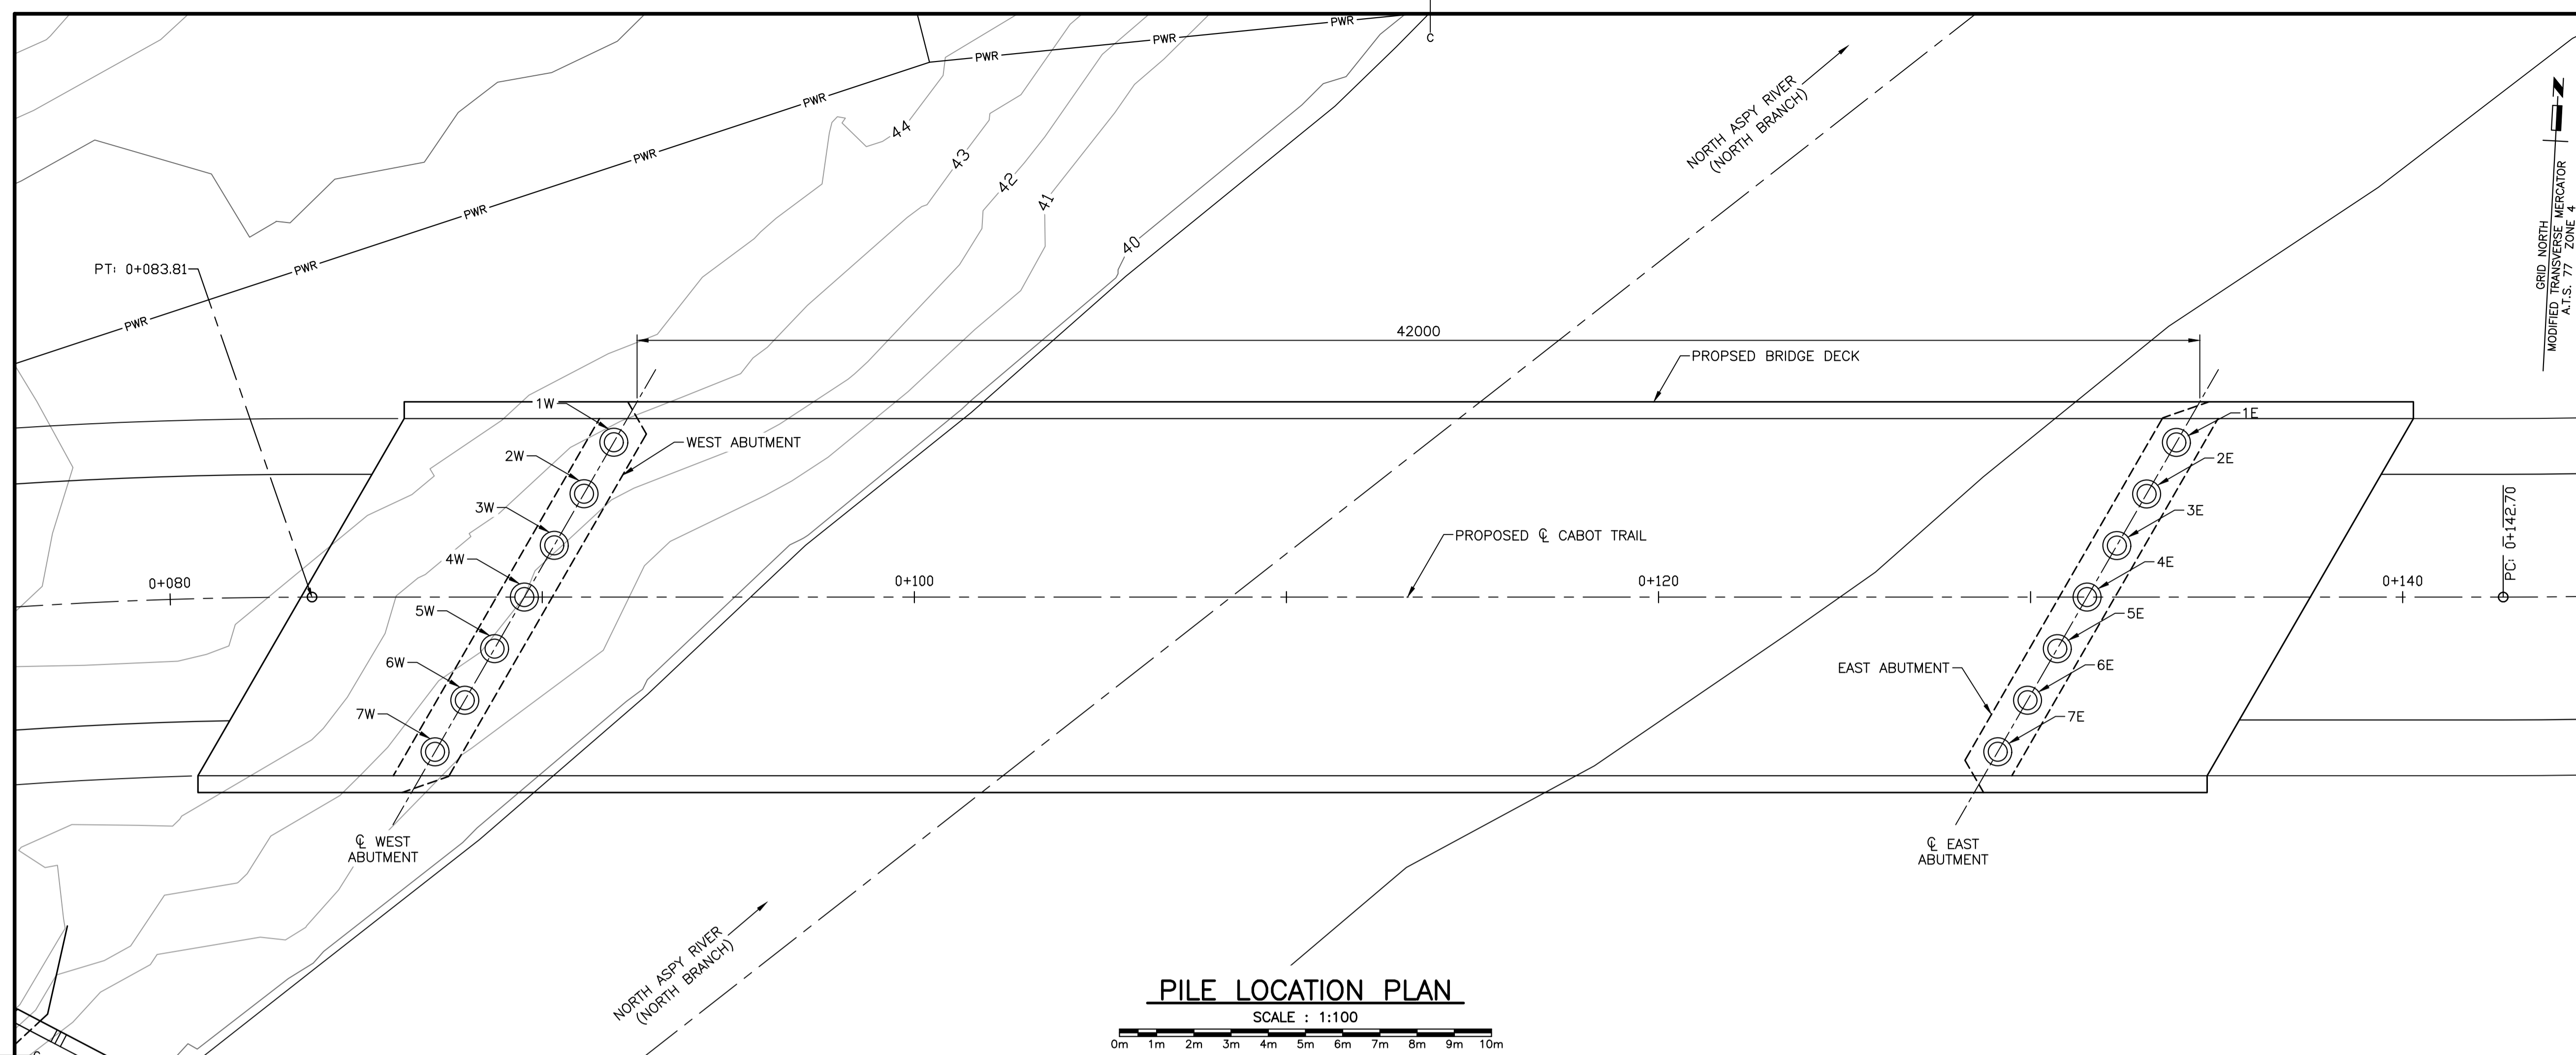 PWR
PWR
PWR
C
PWR
PWR
PWR
PWR
PWR
44
43
42
41
40
NORTH ASPY RIVER
(NORTH BRANCH)
GRID NORTH
MODIFIED TRANSVERSE MERCATOR
A.T.S. 77 ZONE 4
PT: 0+083.81
42000
PROPSED BRIDGE DECK
1W
WEST ABUTMENT
2W
3W
4W
5W
6W
7W
1E
2E
3E
4E
5E
6E
7E
PROPOSED ℄ CABOT TRAIL
0+080
0+100
0+120
0+140
PC: 0+142.70
EAST ABUTMENT
℄ WEST
ABUTMENT
℄ EAST
ABUTMENT
NORTH ASPY RIVER
(NORTH BRANCH)
PILE LOCATION PLAN
SCALE : 1:100
0m 1m 2m 3m 4m 5m 6m 7m 8m 9m 10m